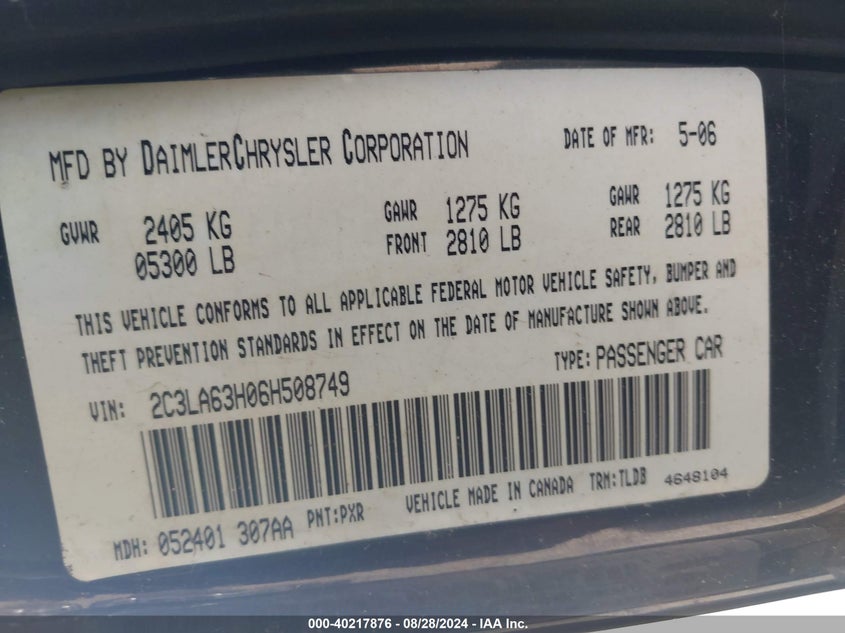 MFD BY DAIMLERCHRYSLER CORPORATION DATE OF MFR: 5-06
GVWR 2405 KG GAWR 1275 KG GAWR 1275 KG
05300 LB FRONT 2810 LB REAR 2810 LB
THIS VEHICLE CONFORMS TO ALL APPLICABLE FEDERAL MOTOR VEHICLE SAFETY, BUMPER AND
THEFT PREVENTION STANDARDS IN EFFECT ON THE DATE OF MANUFACTURE SHOWN ABOVE.
VIN: 2C3LA63H06H508749 TYPE: PASSENGER CAR
MDH: 052401 307AA PNT:PXR VEHICLE MADE IN CANADA TRM:TLDB 4648104
000-40217876 | 08/28/2024 - IAA Inc.